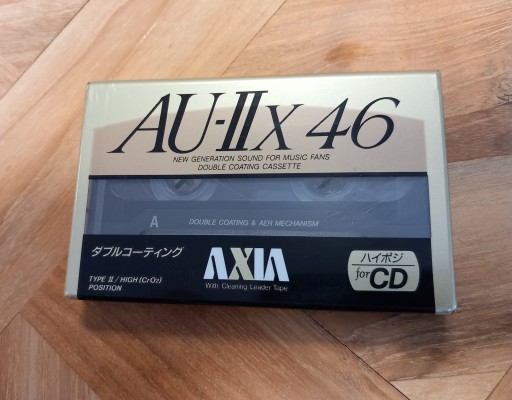 AU-IIx 46
NEW GENERATION SOUND FOR MUSIC FANS
DOUBLE COATING CASSETTE
A
DOUBLE COATING & AER MECHANISM
ダブルコーティング
TYPE II/HIGH (CrO₂)
POSITION
AXIA
With Cleaning Leader Tape
ハイポジ
for CD